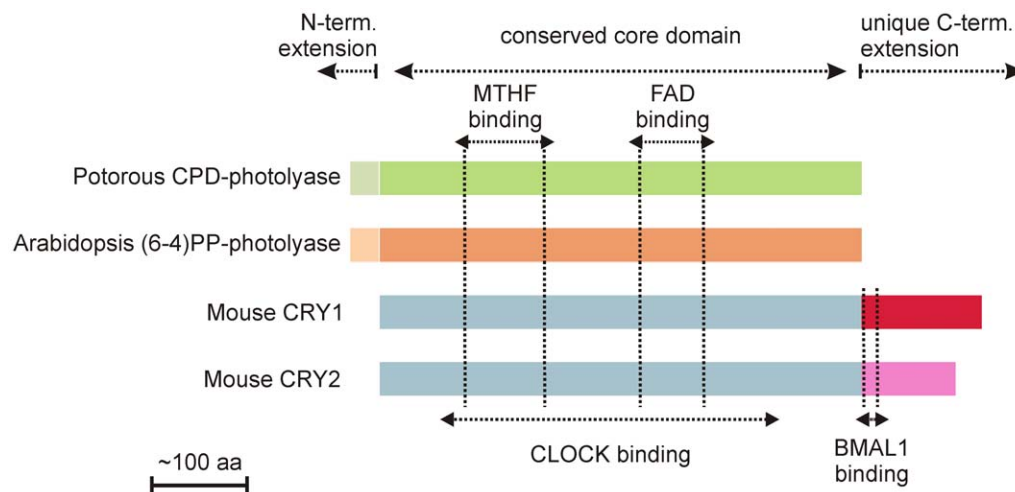 N-term.
extension
conserved core domain
unique C-term.
extension
MTHF
binding
FAD
binding
Potorous CPD-photolyase
Arabidopsis (6-4)PP-photolyase
Mouse CRY1
Mouse CRY2
CLOCK binding
BMAL1
binding
~100 aa